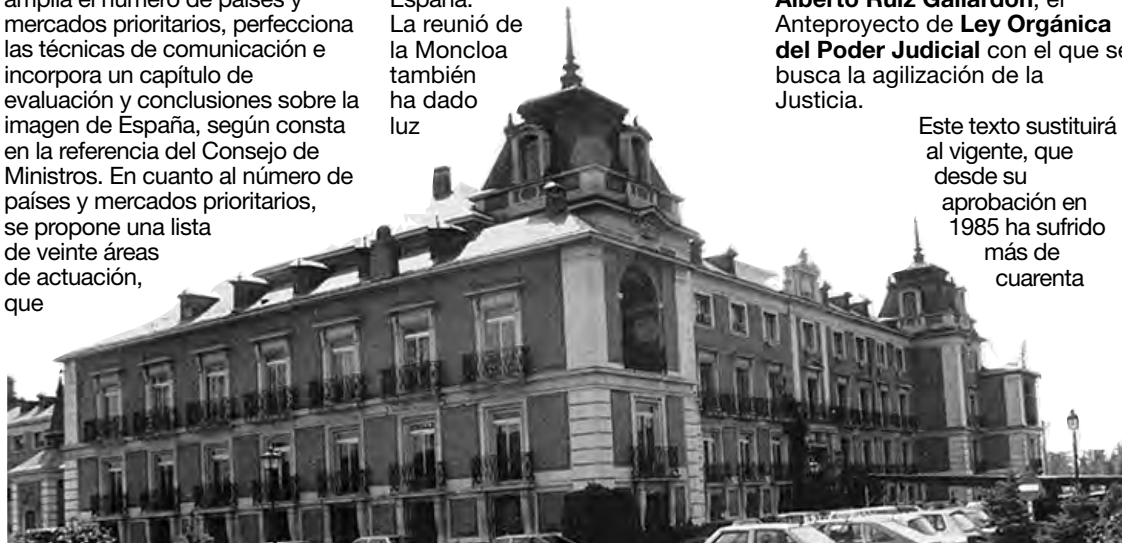 amplía el número de países y
mercados prioritarios, perfecciona
las técnicas de comunicación e
incorpora un capítulo de
evaluación y conclusiones sobre la
imagen de España, según consta
en la referencia del Consejo de
Ministros. En cuanto al número de
países y mercados prioritarios,
se propone una lista
de veinte áreas
de actuación,
que
España.
La reunió de
la Moncloa
también
ha dado
luz
Alberto Ruiz Gallardón, el
Anteproyecto de Ley Orgánica
del Poder Judicial con el que se
busca la agilización de la
Justicia.
Este texto sustituirá
al vigente, que
desde su
aprobación en
1985 ha sufrido
más de
cuarenta